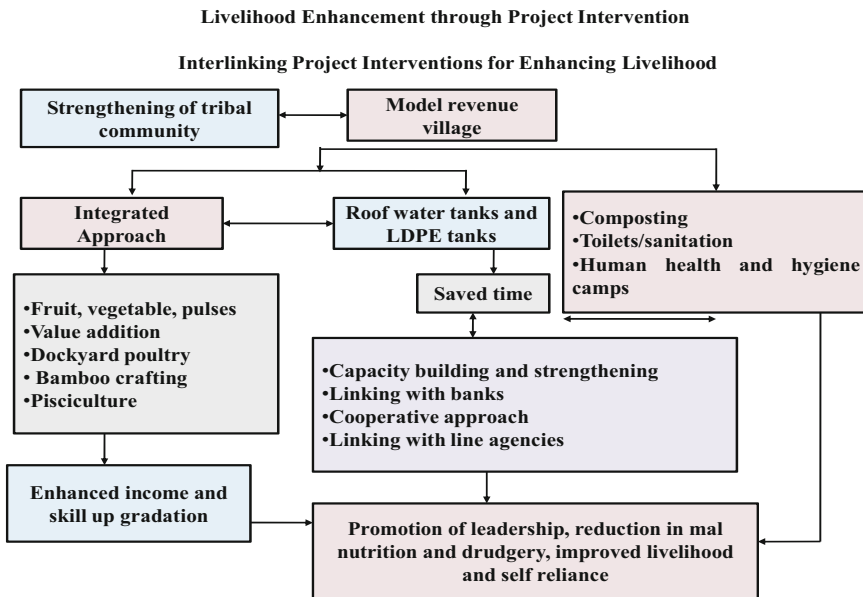 Livelihood Enhancement through Project Intervention
Interlinking Project Interventions for Enhancing Livelihood
Strengthening of tribal
community
Model revenue
village
Integrated
Approach
Roof water tanks and
LDPE tanks
•Composting
•Toilets/sanitation
•Human health and hygiene
camps
•Fruit, vegetable, pulses
•Value addition
•Dockyard poultry
• Bamboo crafting
•Pisciculture
Saved time
•Capacity building and strengthening
•Linking with banks
•Cooperative approach
•Linking with line agencies
Enhanced income and
skill up gradation
Promotion of leadership, reduction in mal
nutrition and drudgery, improved livelihood
and self reliance